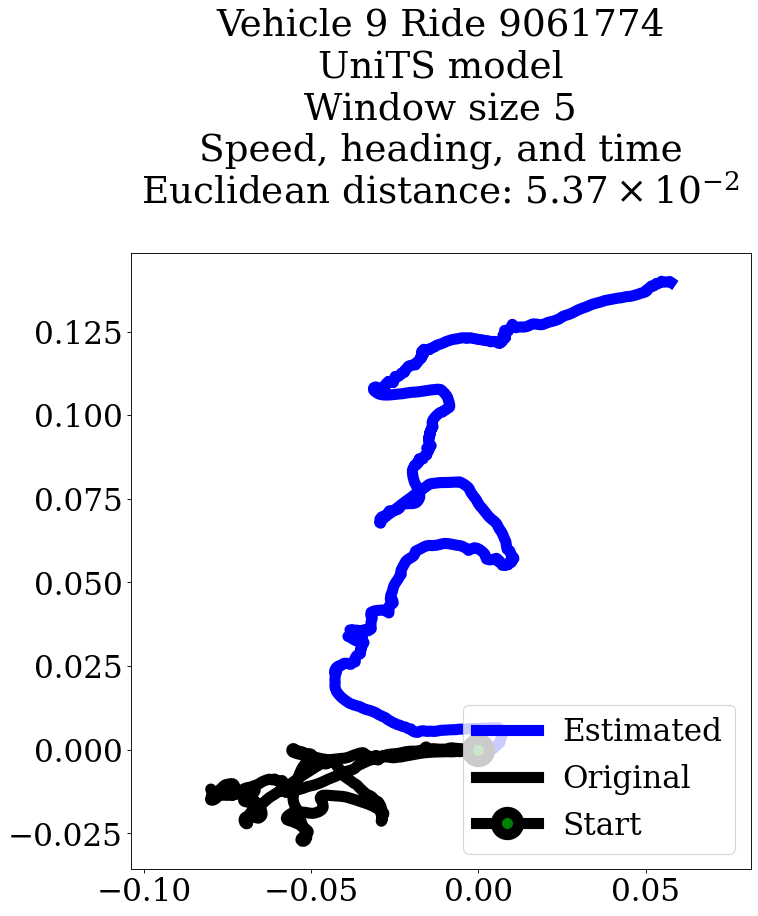 Vehicle 9 Ride 9061774
UniTS model
Window size 5
Speed, heading, and time
Euclidean distance: 5.37 × 10⁻²
0.125
0.100
0.075
0.050
0.025
0.000
−0.025
−0.10
−0.05
0.00
0.05
Estimated
Original
Start